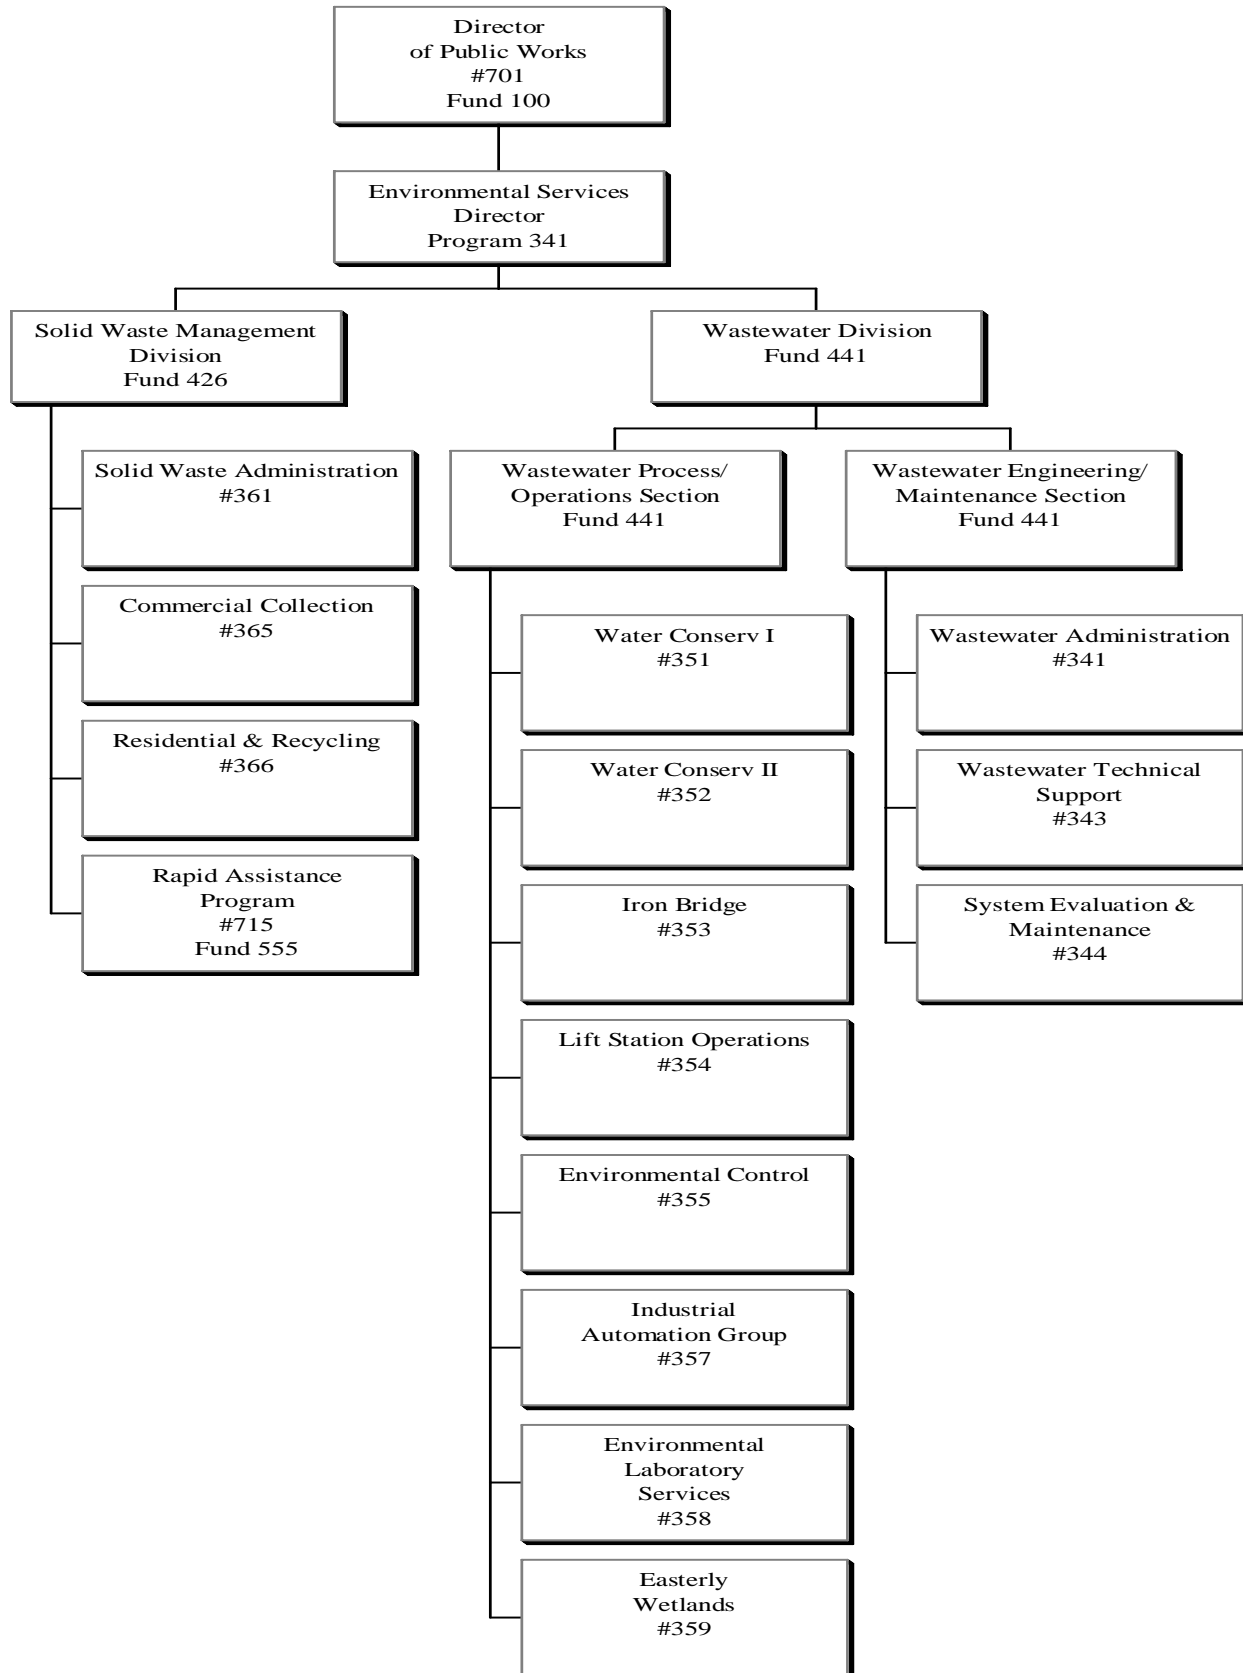 Director
of Public Works
#701
Fund 100
Environmental Services
Director
Program 341
Solid Waste Management
Division
Fund 426
Wastewater Division
Fund 441
Solid Waste Administration
#361
Commercial Collection
#365
Residential & Recycling
#366
Rapid Assistance
Program
#715
Fund 555
Wastewater Process/
Operations Section
Fund 441
Water Conserv I
#351
Water Conserv II
#352
Iron Bridge
#353
Lift Station Operations
#354
Environmental Control
#355
Industrial
Automation Group
#357
Environmental
Laboratory
Services
#358
Easterly
Wetlands
#359
Wastewater Engineering/
Maintenance Section
Fund 441
Wastewater Administration
#341
Wastewater Technical
Support
#343
System Evaluation &
Maintenance
#344